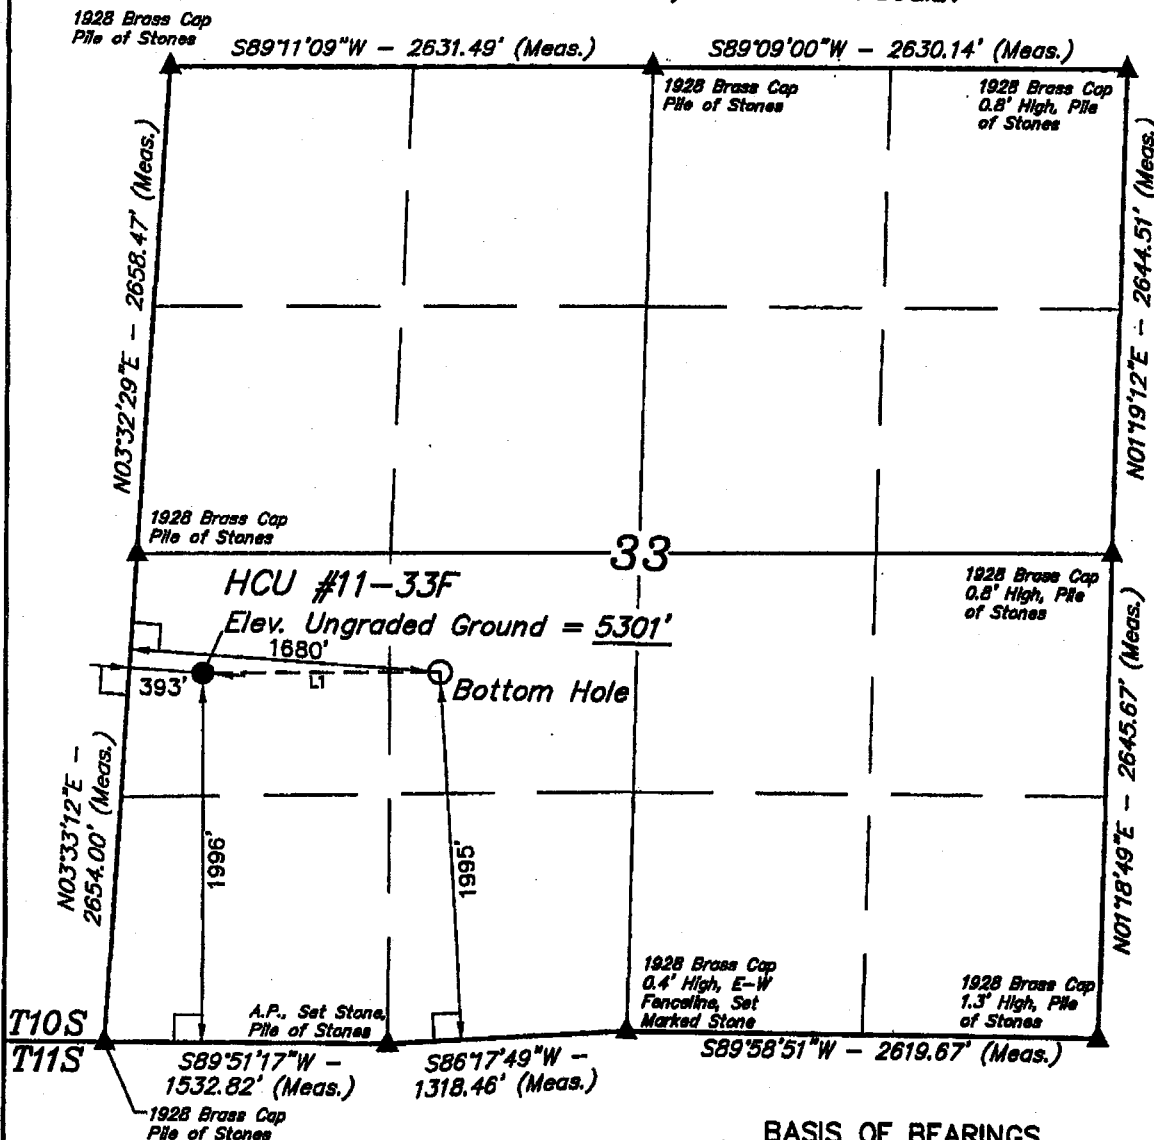 1928 Brass Cap
Pile of Stones
S89°11'09"W - 2631.49' (Meas.)
S89°09'00"W - 2630.14' (Meas.)
1928 Brass Cap
Pile of Stones
1928 Brass Cap
0.8' High, Pile
of Stones
N03°32'29"E - 2658.47' (Meas.)
N01°19'12"E - 2644.51' (Meas.)
1928 Brass Cap
Pile of Stones
33
HCU #11-33F
Elev. Ungraded Ground = 5301'
1928 Brass Cap
0.8' High, Pile
of Stones
1680'
393'
L1
Bottom Hole
N03°33'12"E -
2654.00' (Meas.)
1996'
1995'
N01°18'49"E - 2645.67' (Meas.)
1928 Brass Cap
0.4' High, E-W
Fenceline, Set
Marked Stone
1928 Brass Cap
1.3' High, Pile
of Stones
A.P., Set Stone,
Pile of Stones
T10S
T11S
S89°51'17"W -
1532.82' (Meas.)
S86°17'49"W -
1318.46' (Meas.)
S89°58'51"W - 2619.67' (Meas.)
1928 Brass Cap
Pile of Stones
BASIS OF BEARINGS